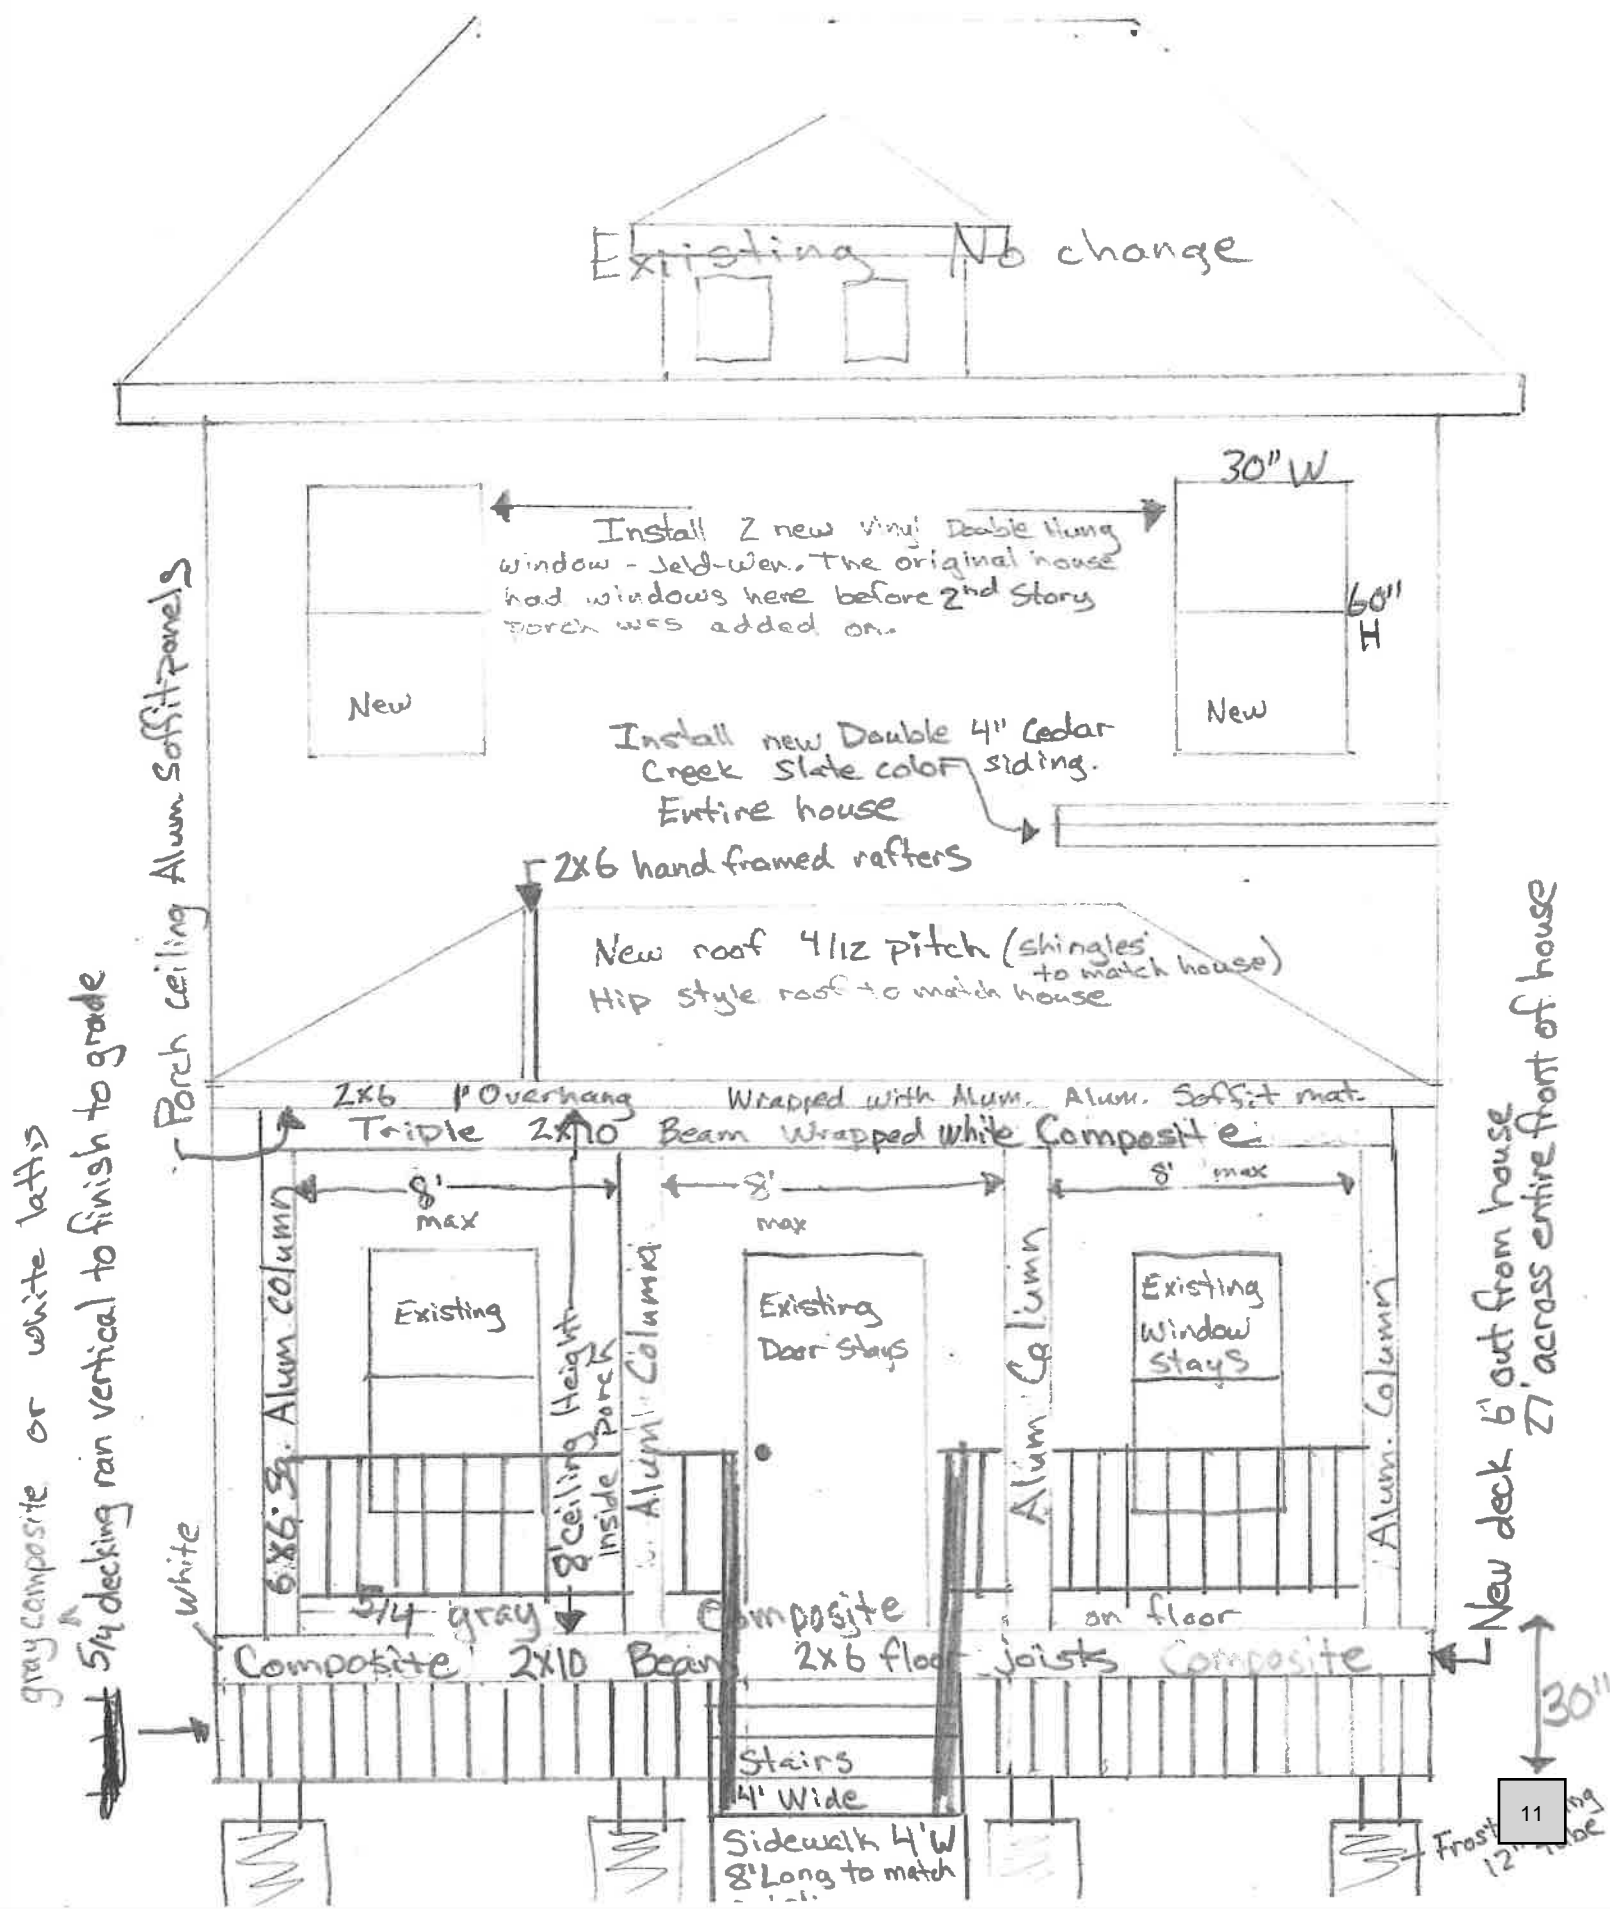 Existing No change
30" W
Install 2 new vinyl Double Hung
window - Jeld-Wen. The original house
had windows here before 2nd Story
porch was added on.
60"
H
New
New
Install new Double 4" Cedar
Creek Slate color siding.
Entire house
2x6 hand framed rafters
New roof 4/12 pitch (shingles
to match house)
Hip style roof to match house
Porch ceiling Alum Soffit panels
2x6 1' Overhang Wrapped with Alum. Alum. Soffit mat.
Triple 2x10 Beam Wrapped white Composite
8'
max
8'
max
8' max
6x6 Alum column
Existing
8' Ceiling Height
Inside porch
Alum Column
Existing
Door Stays
Alum Column
Existing
Window
Stays
Alum. Column
5/4 gray Composite on floor
Composite 2x10 Beam 2x6 floor joists Composite
White
gray composite or white lattis
5/4 decking ran vertical to finish to grade
New deck 6' out from house
27' across entire front of house
30"
Stairs
4' Wide
Sidewalk 4'W
8' Long to match
11
Frost
12" tube